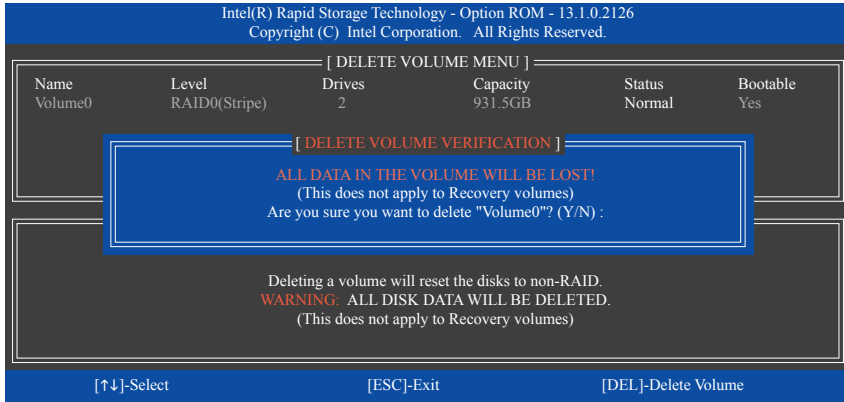 Intel(R) Rapid Storage Technology - Option ROM - 13.1.0.2126
Copyright (C) Intel Corporation. All Rights Reserved.
[ DELETE VOLUME MENU ]
Name Level Drives Capacity Status Bootable
Volume0 RAID0(Stripe) 2 931.5GB Normal Yes
[ DELETE VOLUME VERIFICATION ]
ALL DATA IN THE VOLUME WILL BE LOST!
(This does not apply to Recovery volumes)
Are you sure you want to delete "Volume0"? (Y/N) :
Deleting a volume will reset the disks to non-RAID.
WARNING: ALL DISK DATA WILL BE DELETED.
(This does not apply to Recovery volumes)
[↑↓]-Select [ESC]-Exit [DEL]-Delete Volume